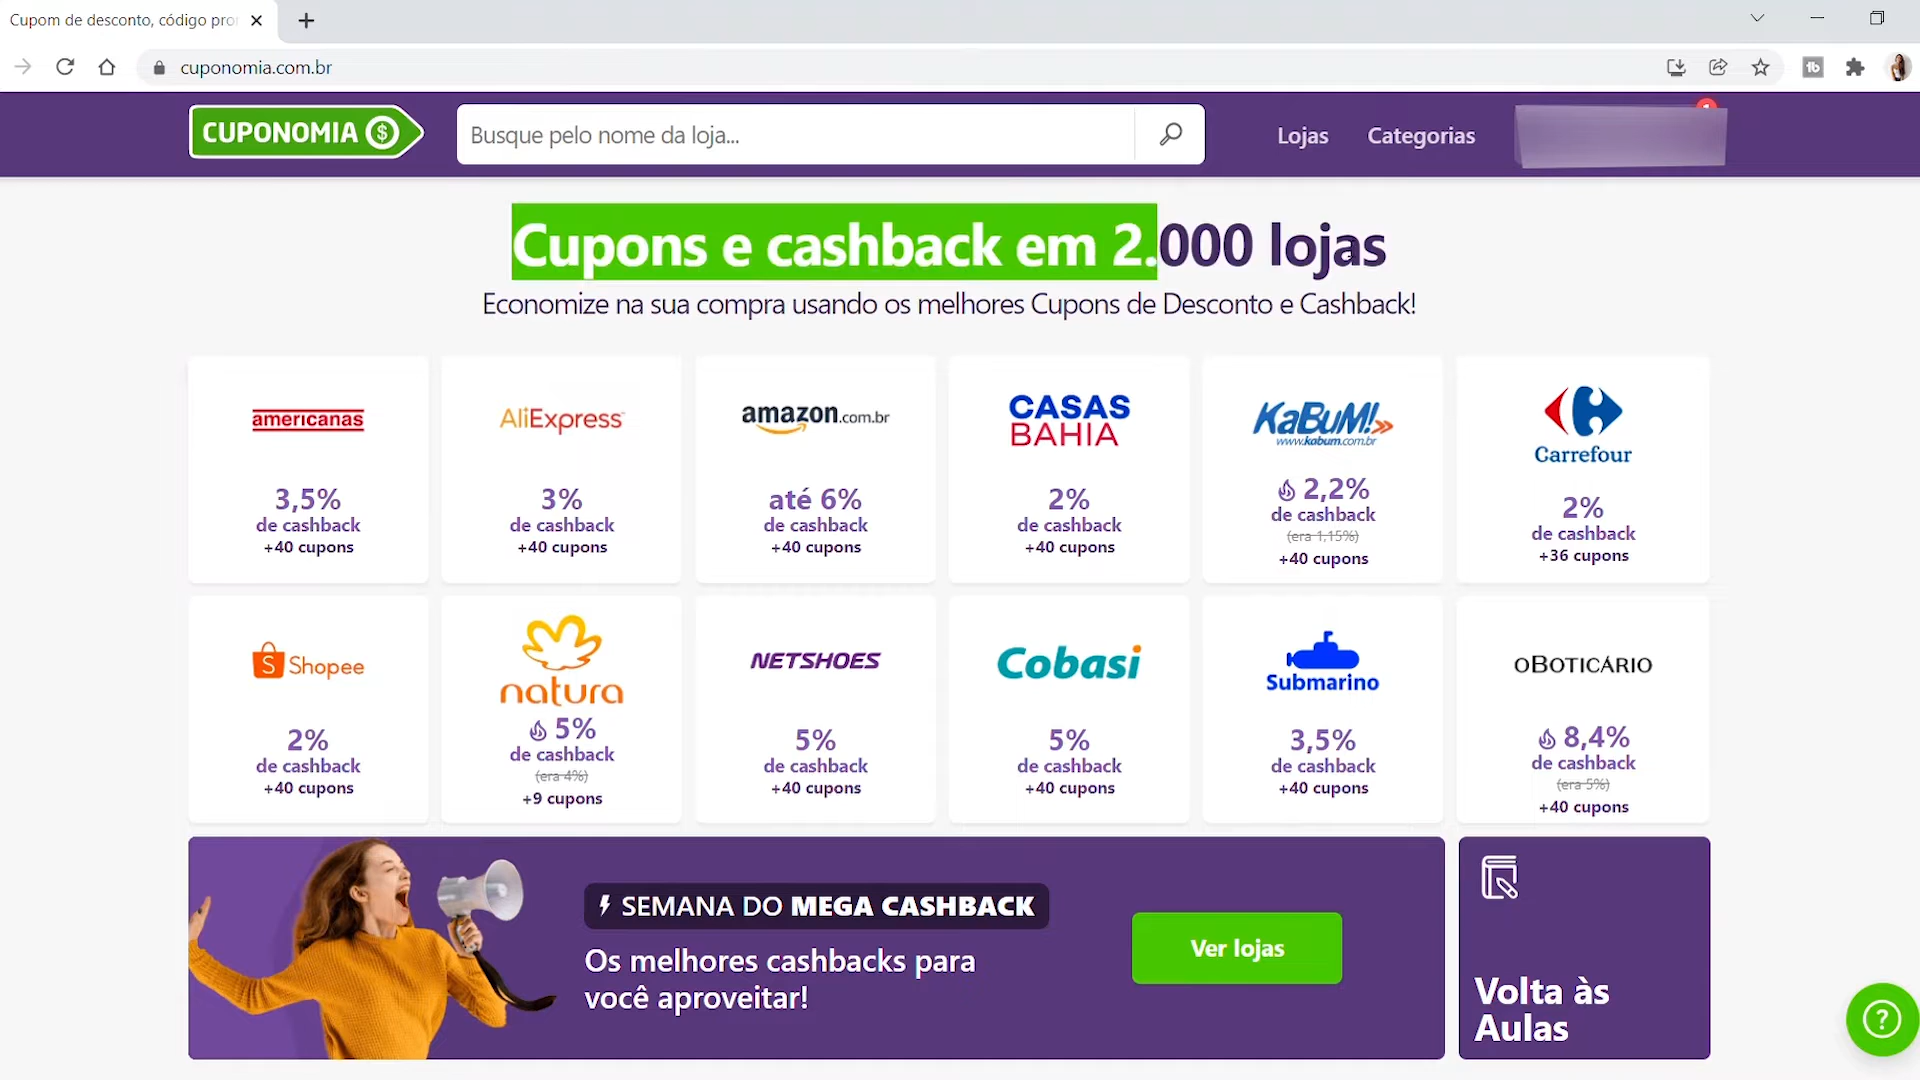 Cupom de desconto, código pro
cuponomia.com.br
CUPONOMIA $
Busque pelo nome da loja...
Lojas
Categorias
Cupons e cashback em 2.000 lojas
Economize na sua compra usando os melhores Cupons de Desconto e Cashback!
americanas
3,5%
de cashback
+40 cupons
AliExpress
3%
de cashback
+40 cupons
amazon.com.br
até 6%
de cashback
+40 cupons
CASAS
BAHIA
2%
de cashback
+40 cupons
KaBuM!
www.kabum.com.br
2,2%
de cashback
(era 1,15%)
+40 cupons
Carrefour
2%
de cashback
+36 cupons
S Shopee
2%
de cashback
+40 cupons
natura
5%
de cashback
(era 4%)
+9 cupons
NETSHOES
5%
de cashback
+40 cupons
Cobasi
5%
de cashback
+40 cupons
Submarino
3,5%
de cashback
+40 cupons
oBOTICÁRIO
8,4%
de cashback
(era 5%)
+40 cupons
SEMANA DO MEGA CASHBACK
Os melhores cashbacks para
você aproveitar!
Ver lojas
Volta às
Aulas
?